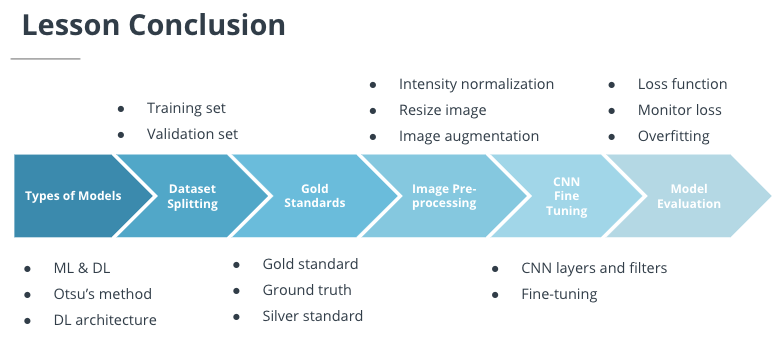 Lesson Conclusion
● Training set
● Validation set
● Intensity normalization
● Resize image
● Image augmentation
● Loss function
● Monitor loss
● Overfitting
Types of Models
Dataset
Splitting
Gold
Standards
Image Pre-
processing
CNN
Fine
Tuning
Model
Evaluation
● ML & DL
● Otsu’s method
● DL architecture
● Gold standard
● Ground truth
● Silver standard
● CNN layers and filters
● Fine-tuning